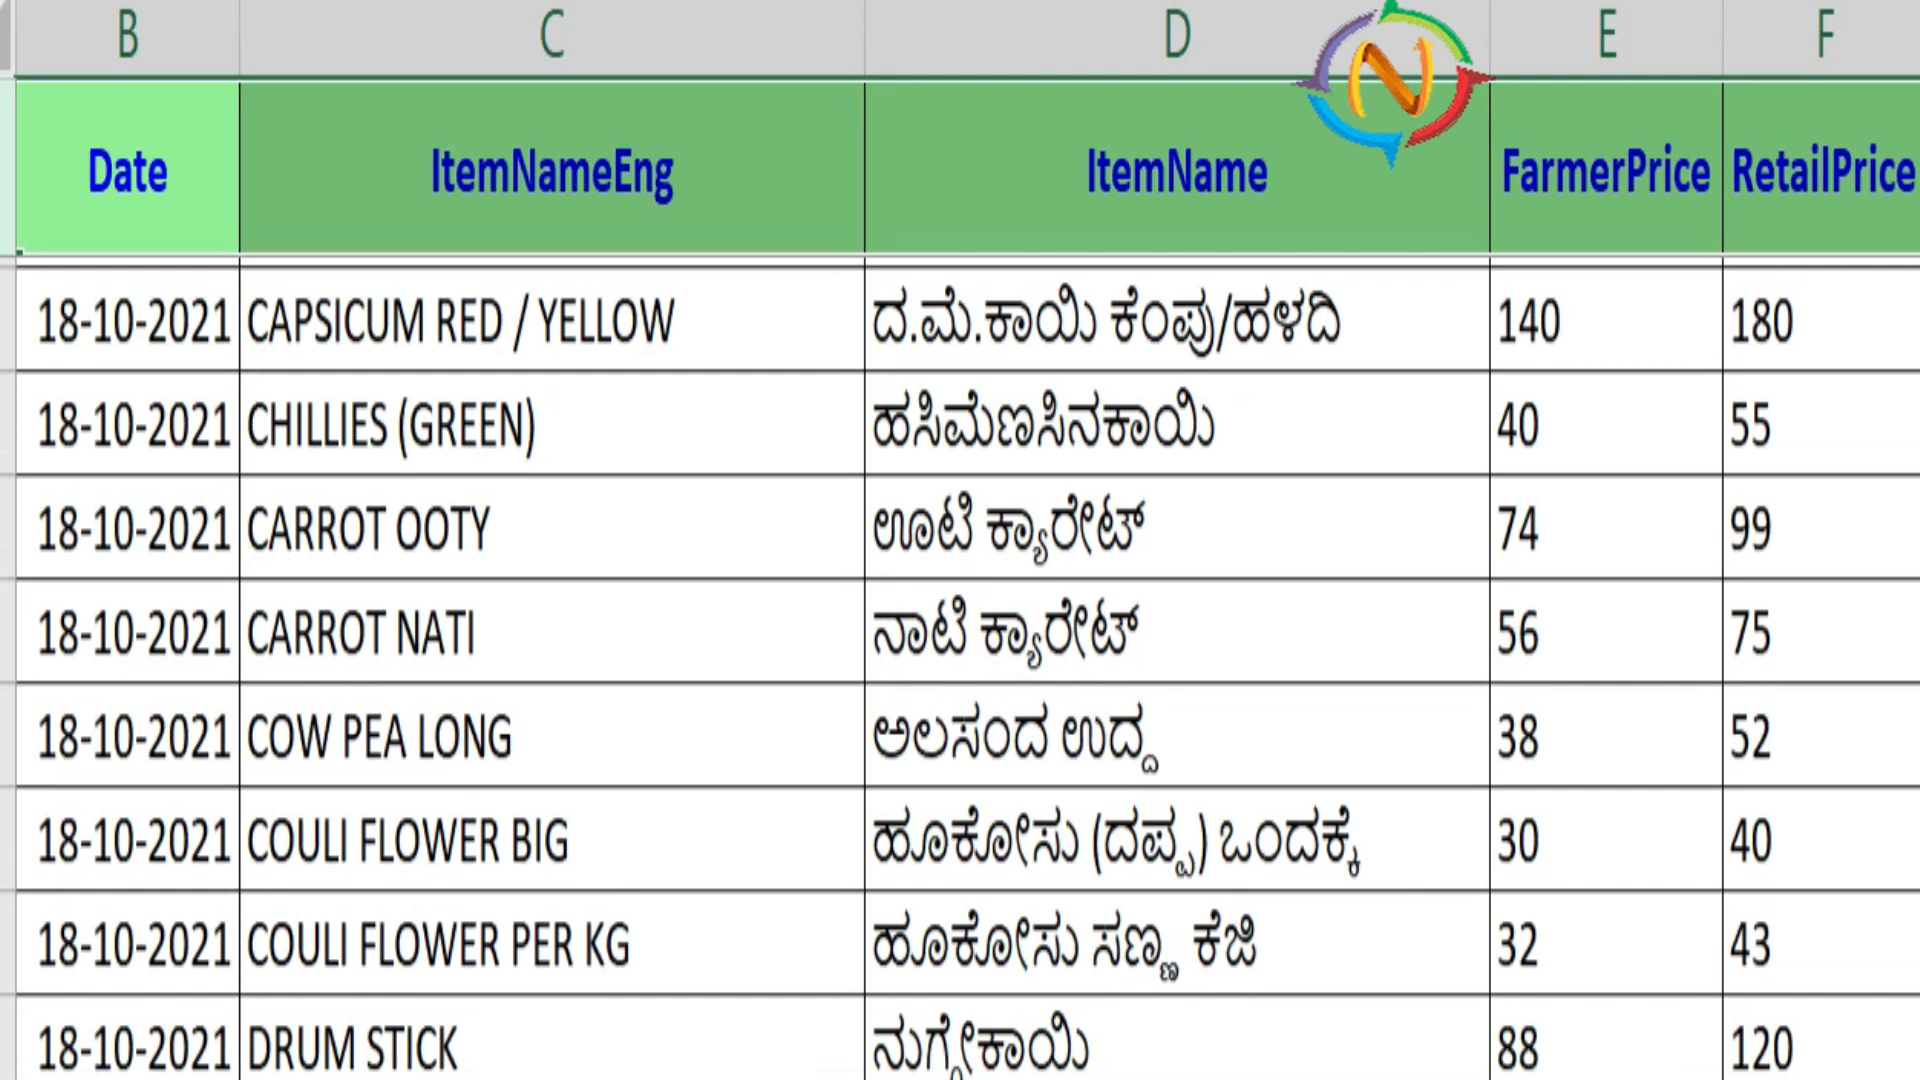 B C D E F
Date ItemNameEng ItemName FarmerPrice RetailPrice
18-10-2021 CAPSICUM RED / YELLOW ದ.ಮೆ.ಕಾಯಿ ಕೆಂಪು/ಹಳದಿ 140 180
18-10-2021 CHILLIES (GREEN) ಹಸಿಮೆಣಸಿನಕಾಯಿ 40 55
18-10-2021 CARROT OOTY ಊಟಿ ಕ್ಯಾರೇಟ್ 74 99
18-10-2021 CARROT NATI ನಾಟಿ ಕ್ಯಾರೇಟ್ 56 75
18-10-2021 COW PEA LONG ಅಲಸಂದ ಉದ್ದ 38 52
18-10-2021 COULI FLOWER BIG ಹೂಕೋಸು (ದಪ್ಪ) ಒಂದಕ್ಕೆ 30 40
18-10-2021 COULI FLOWER PER KG ಹೂಕೋಸು ಸಣ್ಣ ಕೆಜಿ 32 43
18-10-2021 DRUM STICK ನುಗ್ಗೇಕಾಯಿ 88 120